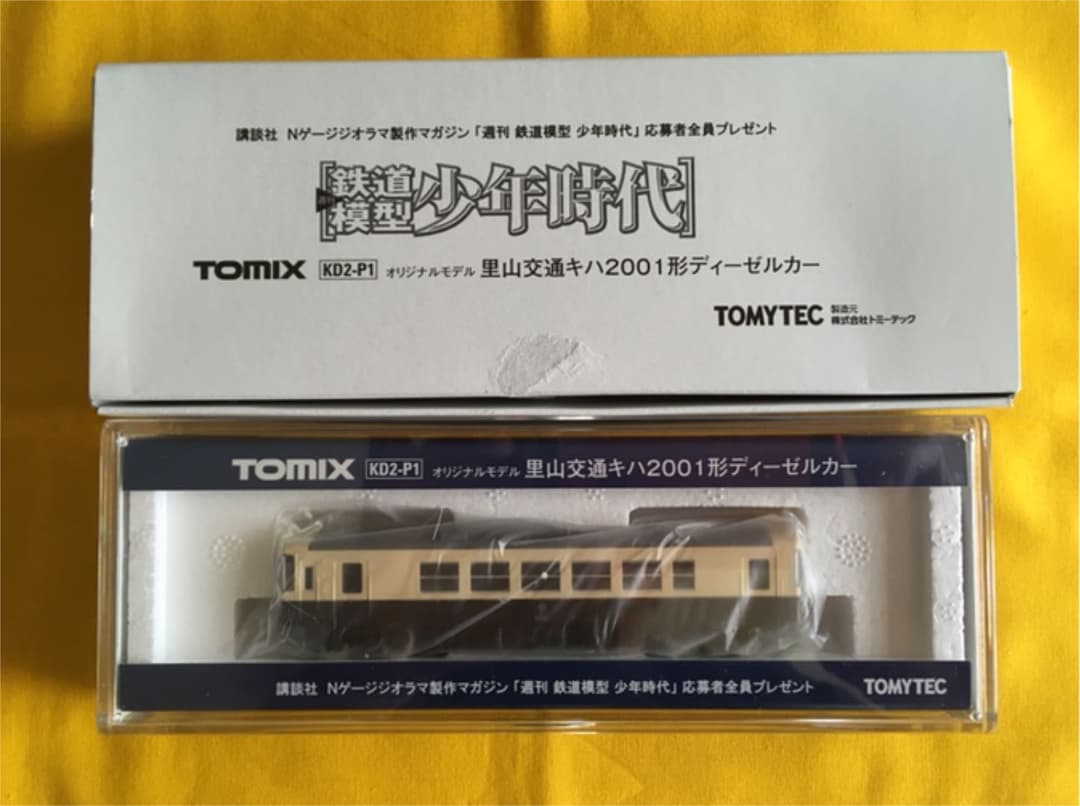 講談社 Nゲージジオラマ製作マガジン「週刊 鉄道模型 少年時代」応募者全員プレゼント
鉄道模型 少年時代
TOMIX KD2-P1 オリジナルモデル 里山交通キハ2001形ディーゼルカー
TOMYTEC 製造元 株式会社トミーテック
TOMIX KD2-P1 オリジナルモデル 里山交通キハ2001形ディーゼルカー
講談社 Nゲージジオラマ製作マガジン「週刊 鉄道模型 少年時代」応募者全員プレゼント TOMYTEC